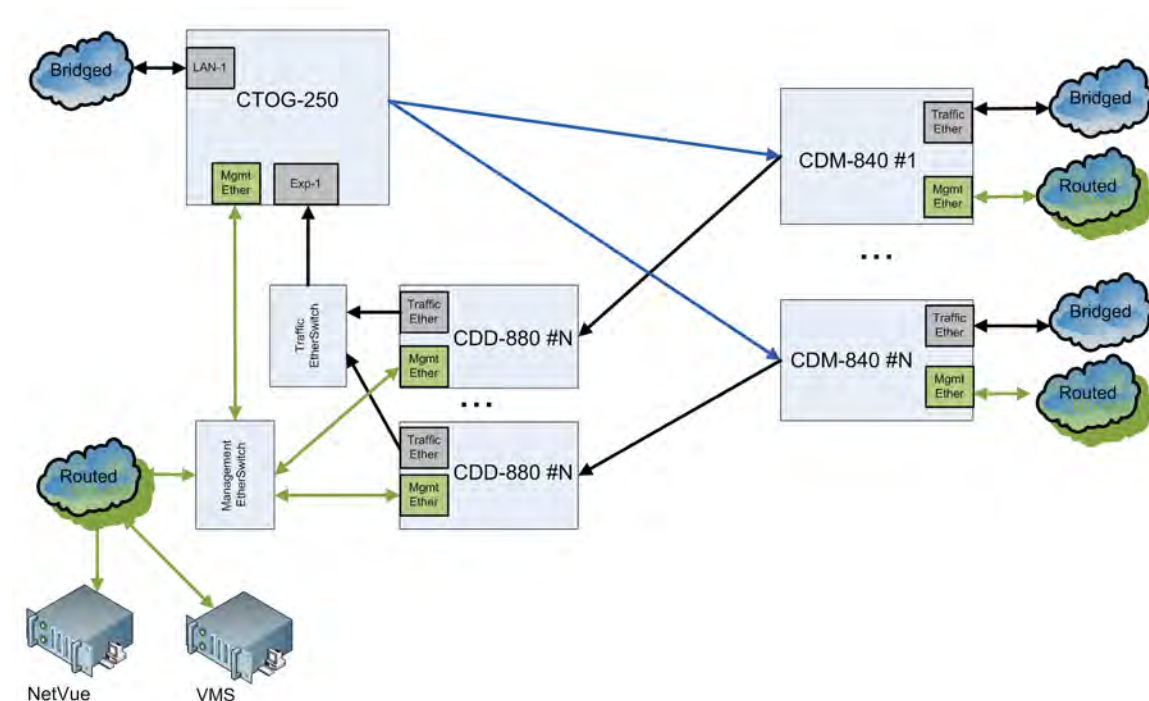 Bridged
LAN-1
CTOG-250
Mgmt
Ether
Exp-1
Traffic
EtherSwitch
Traffic
Ether
Mgmt
Ether
CDD-880 #N
...
Traffic
Ether
Mgmt
Ether
CDD-880 #N
Management
EtherSwitch
Routed
NetVue
VMS
CDM-840 #1
Traffic
Ether
Mgmt
Ether
Bridged
Routed
...
CDM-840 #N
Traffic
Ether
Mgmt
Ether
Bridged
Routed